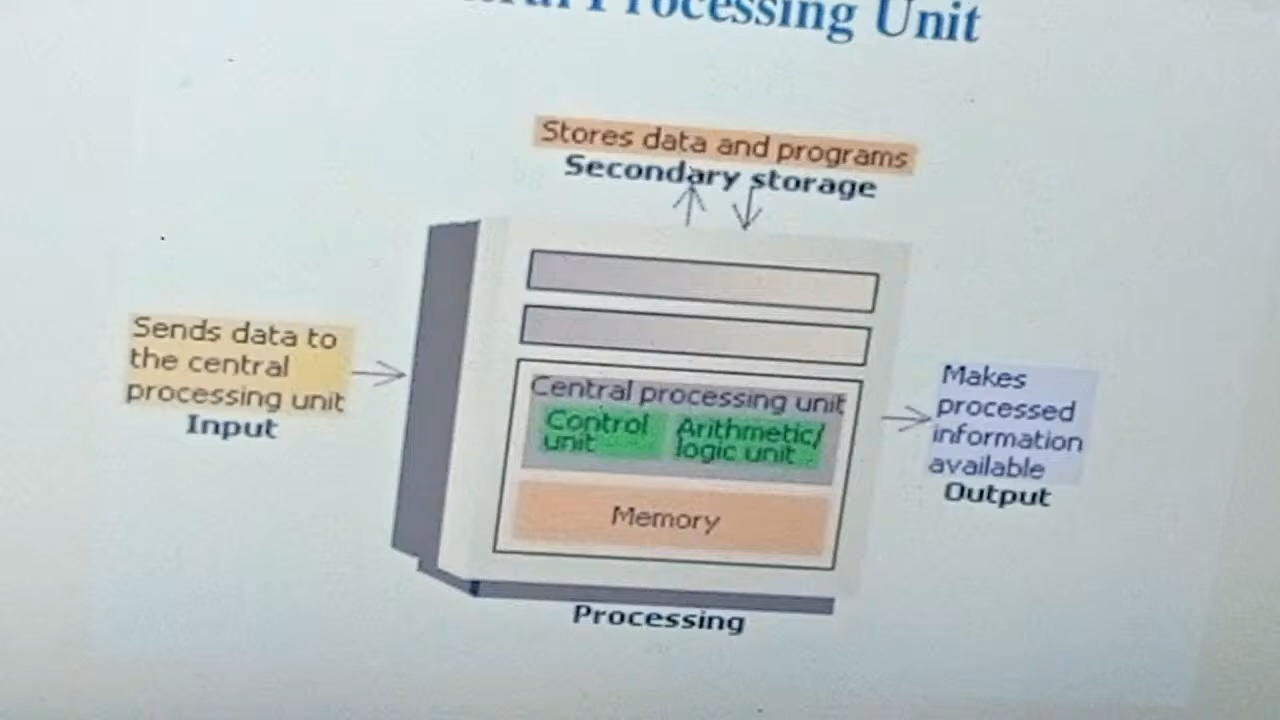 Processing Unit
Stores data and programs
Secondary storage
Sends data to
the central
processing unit
Input
Central processing unit
Control
unit
Arithmetic/
logic unit
Memory
Processing
Makes
processed
information
available
Output